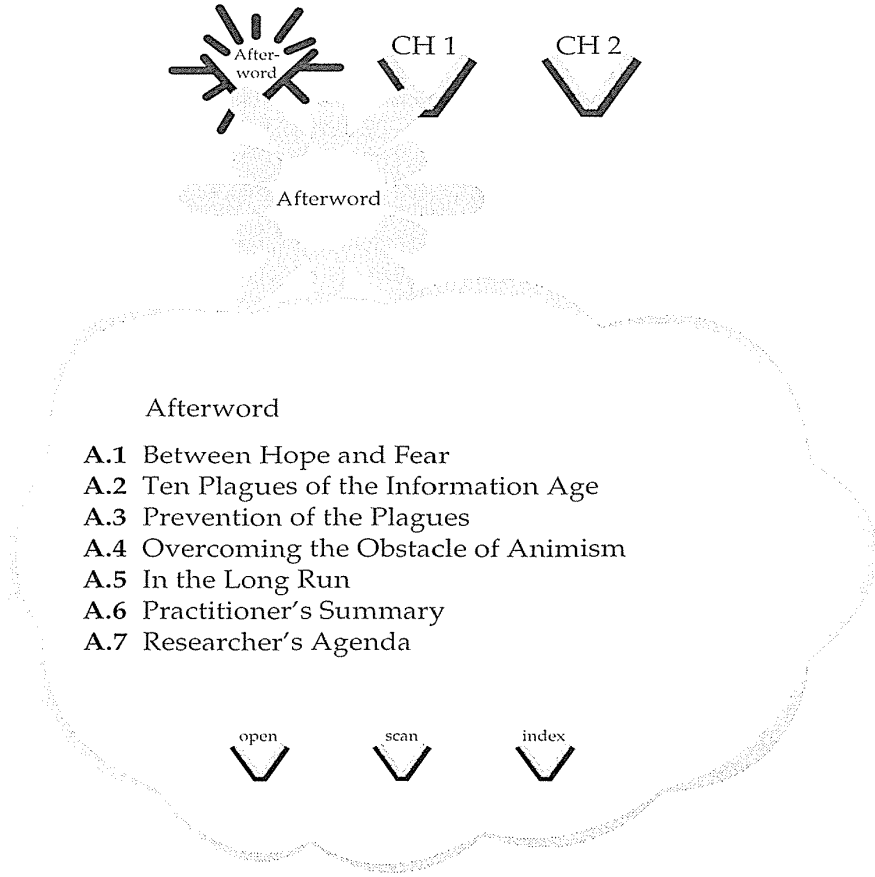 After-
word
CH 1
CH 2
Afterword
Afterword
A.1 Between Hope and Fear
A.2 Ten Plagues of the Information Age
A.3 Prevention of the Plagues
A.4 Overcoming the Obstacle of Animism
A.5 In the Long Run
A.6 Practitioner's Summary
A.7 Researcher's Agenda
open
scan
index